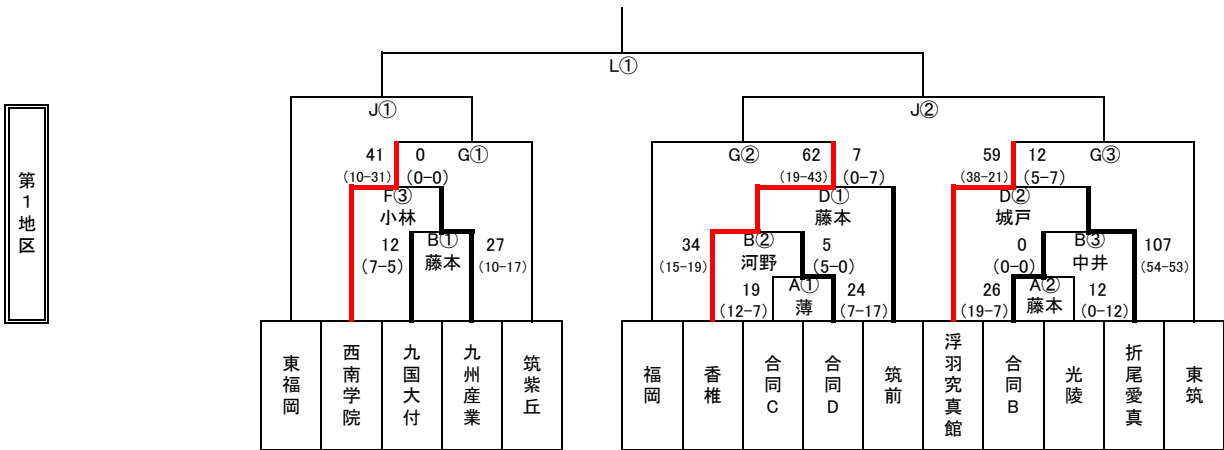 L①
J①
J②
41
0
G①
G②
62
7
59
12
G③
(10-31)
(0-0)
(19-43)
(0-7)
(38-21)
(5-7)
第1地区
F③
小林
D①
藤本
D②
城戸
12
B①
27
34
B②
5
0
B③
107
(7-5)
藤本
(10-17)
(15-19)
河野
(5-0)
(0-0)
中井
(54-53)
19
A①
24
26
A②
12
(12-7)
薄
(7-17)
(19-7)
藤本
(0-12)
東福岡
西南学院
九国大付
九州産業
筑紫丘
福岡
香椎
合同C
合同D
筑前
浮羽究真館
合同B
光陵
折尾愛真
東筑